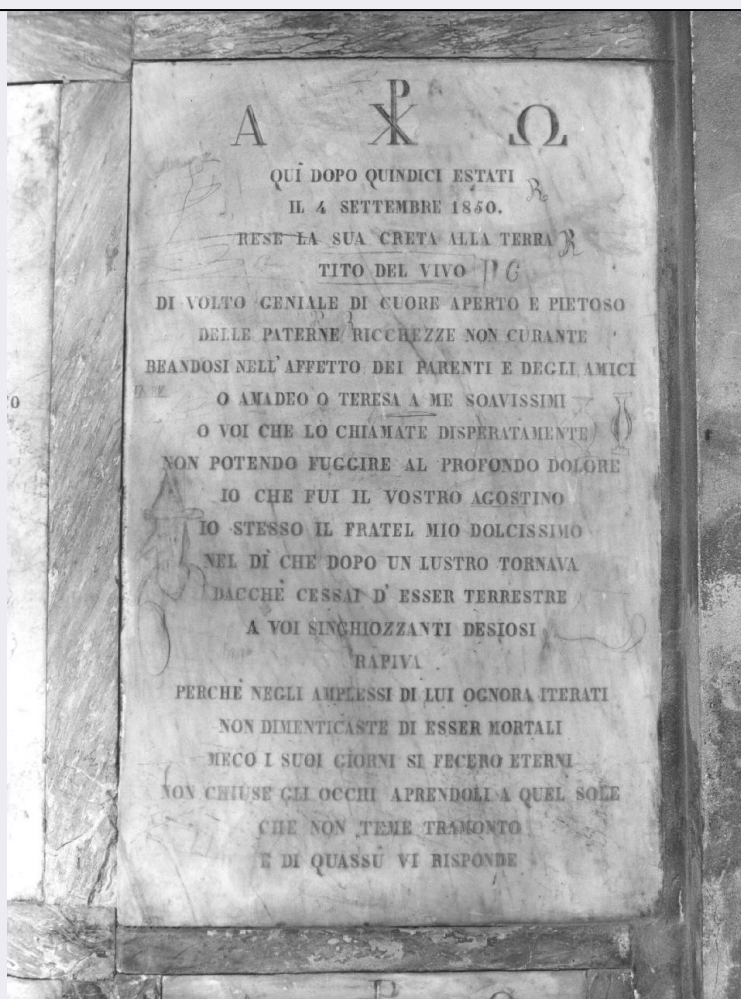 Α ☧ Ω
QUÌ DOPO QUINDICI ESTATI
IL 4 SETTEMBRE 1850.
RESE LA SUA CRETA ALLA TERRA
TITO DEL VIVO
DI VOLTO GENIALE DI CUORE APERTO E PIETOSO
DELLE PATERNE RICCHEZZE NON CURANTE
BEANDOSI NELL'AFFETTO DEI PARENTI E DEGLI AMICI
O AMADEO O TERESA A ME SOAVISSIMI
O VOI CHE LO CHIAMATE DISPERATAMENTE
NON POTENDO FUGGIRE AL PROFONDO DOLORE
IO CHE FUI IL VOSTRO AGOSTINO
IO STESSO IL FRATEL MIO DOLCISSIMO
NEL DÌ CHE DOPO UN LUSTRO TORNAVA
DACCHÈ CESSAI D' ESSER TERRESTRE
A VOI SINGHIOZZANTI DESIOSI
RAPIVA
PERCHÈ NEGLI AMPLESSI DI LUI OGNORA ITERATI
NON DIMENTICASTE DI ESSER MORTALI
MECO I SUOI GIORNI SI FECERO ETERNI
NON CHIUSE GLI OCCHI APRENDOLI A QUEL SOLE
CHE NON TEME TRAMONTO
E DI QUASSÙ VI RISPONDE